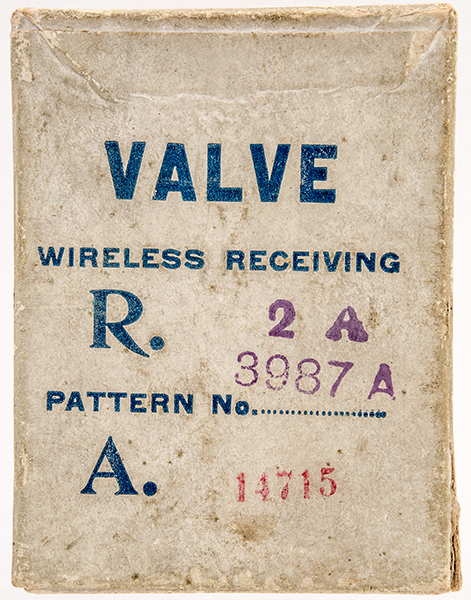 VALVE
WIRELESS RECEIVING
R. 2 A
3987 A
PATTERN No. ..................
A. 14715